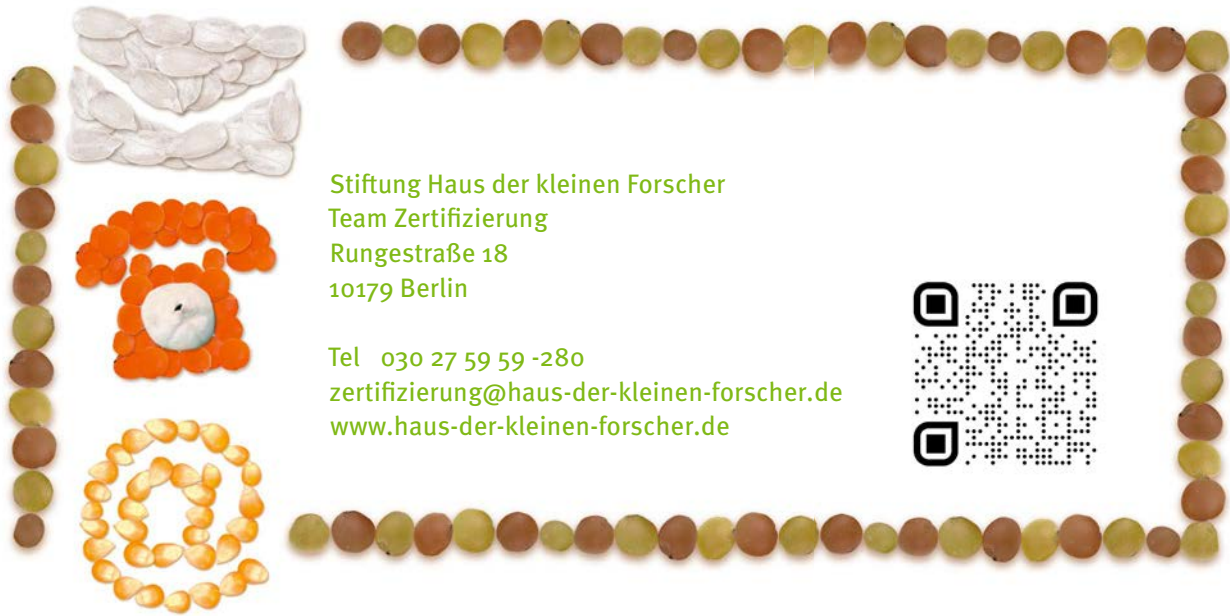 Stiftung Haus der kleinen Forscher
Team Zertifizierung
Rungestraße 18
10179 Berlin
Tel 030 27 59 59 -280
zertifizierung@haus-der-kleinen-forscher.de
www.haus-der-kleinen-forscher.de